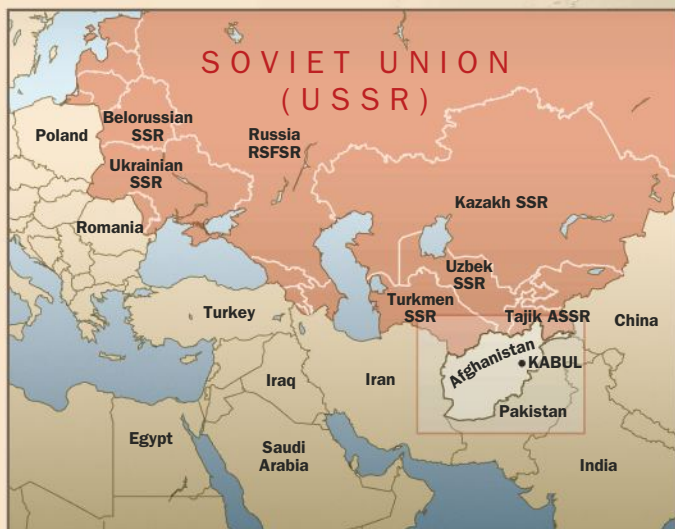 SOVIET UNION
(USSR)
Poland
Belorussian
SSR
Russia
RSFSR
Ukrainian
SSR
Kazakh SSR
Romania
Uzbek
SSR
Turkmen
SSR
Turkey
Tajik ASSR
China
Afghanistan
KABUL
Iraq
Iran
Pakistan
Egypt
Saudi
Arabia
India